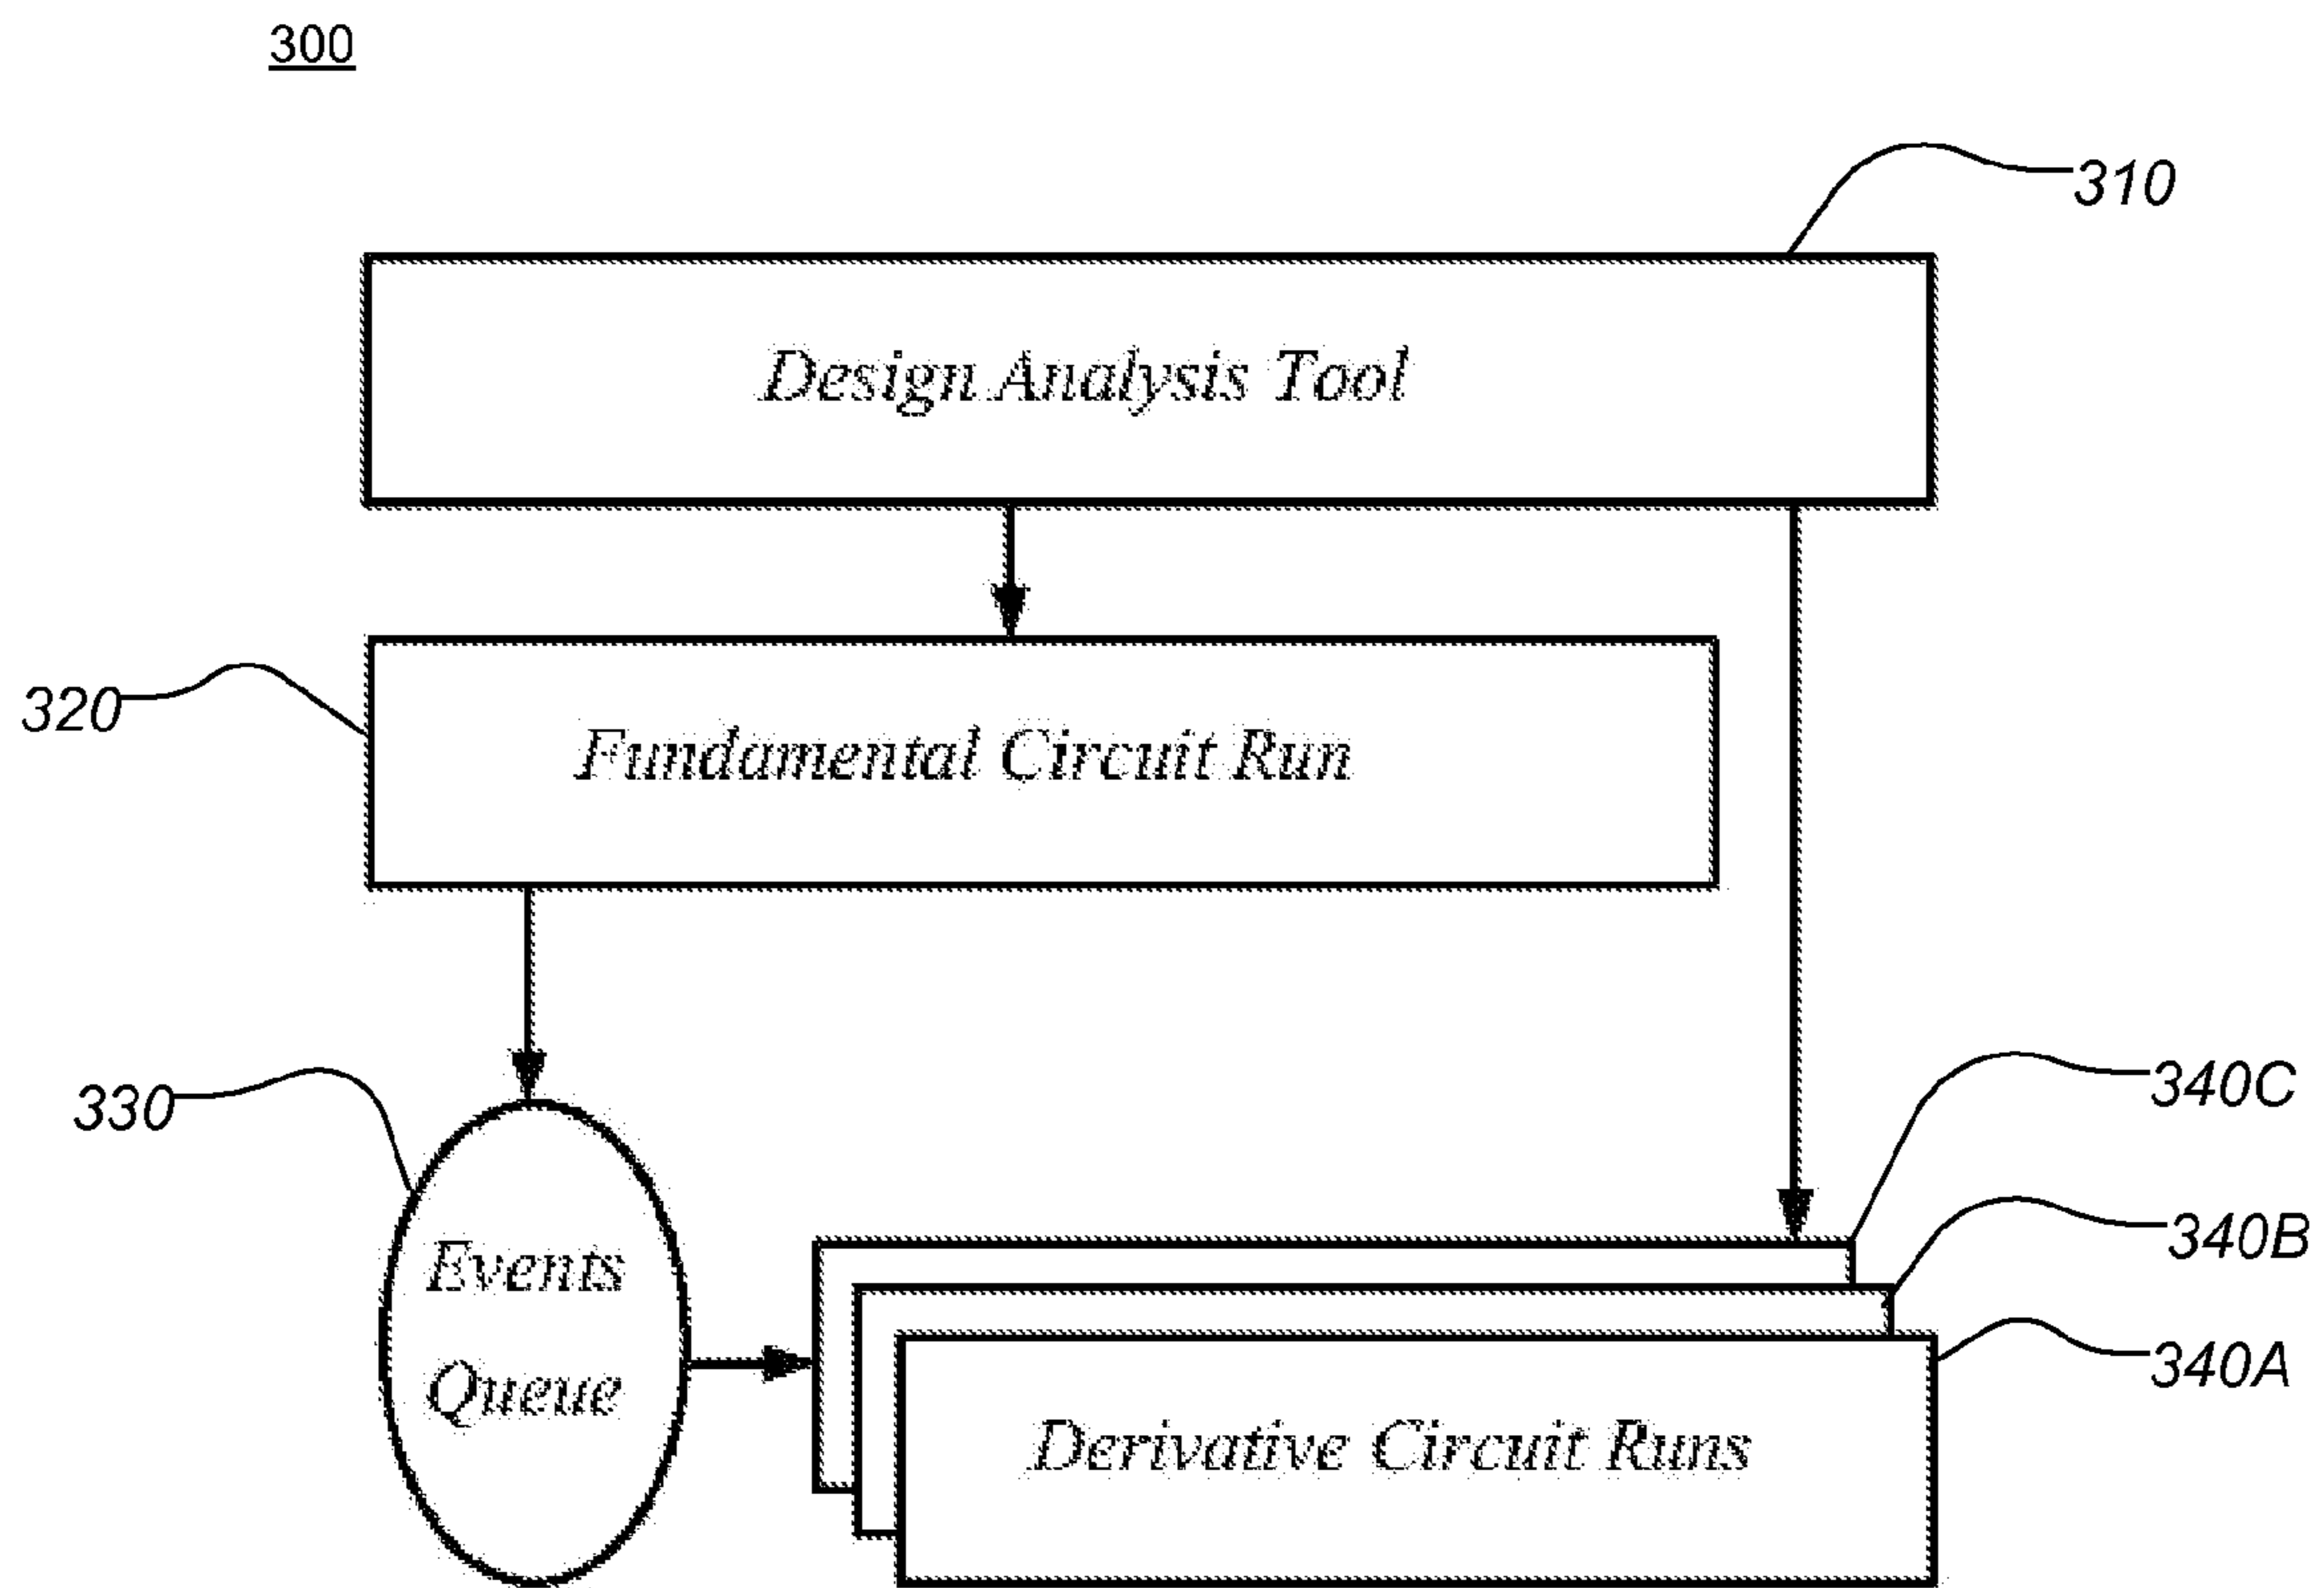 300
310
Design Analysis Tool
320
Fundamental Circuit Run
330
340C
Events
340B
Queue
340A
Derivative Circuit Runs